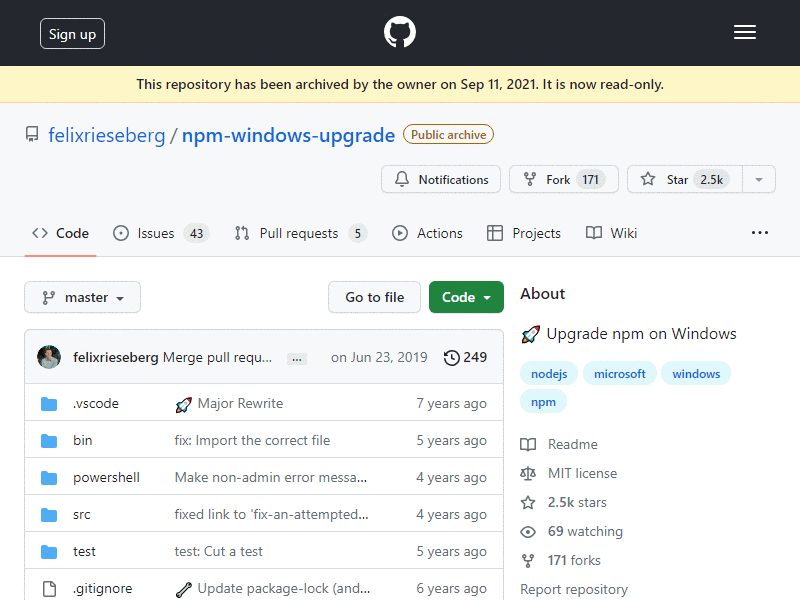 Sign up
This repository has been archived by the owner on Sep 11, 2021. It is now read-only.
felixrieseberg / npm-windows-upgrade Public archive
Notifications Fork 171 Star 2.5k
Code Issues 43 Pull requests 5 Actions Projects Wiki ...
master Go to file Code
felixrieseberg Merge pull requ... ... on Jun 23, 2019 249
.vscode Major Rewrite 7 years ago
bin fix: Import the correct file 5 years ago
powershell Make non-admin error messa... 4 years ago
src fixed link to 'fix-an-attempted... 4 years ago
test test: Cut a test 5 years ago
.gitignore Update package-lock (and... 6 years ago
About
Upgrade npm on Windows
nodejs microsoft windows
npm
Readme
MIT license
2.5k stars
69 watching
171 forks
Report repository